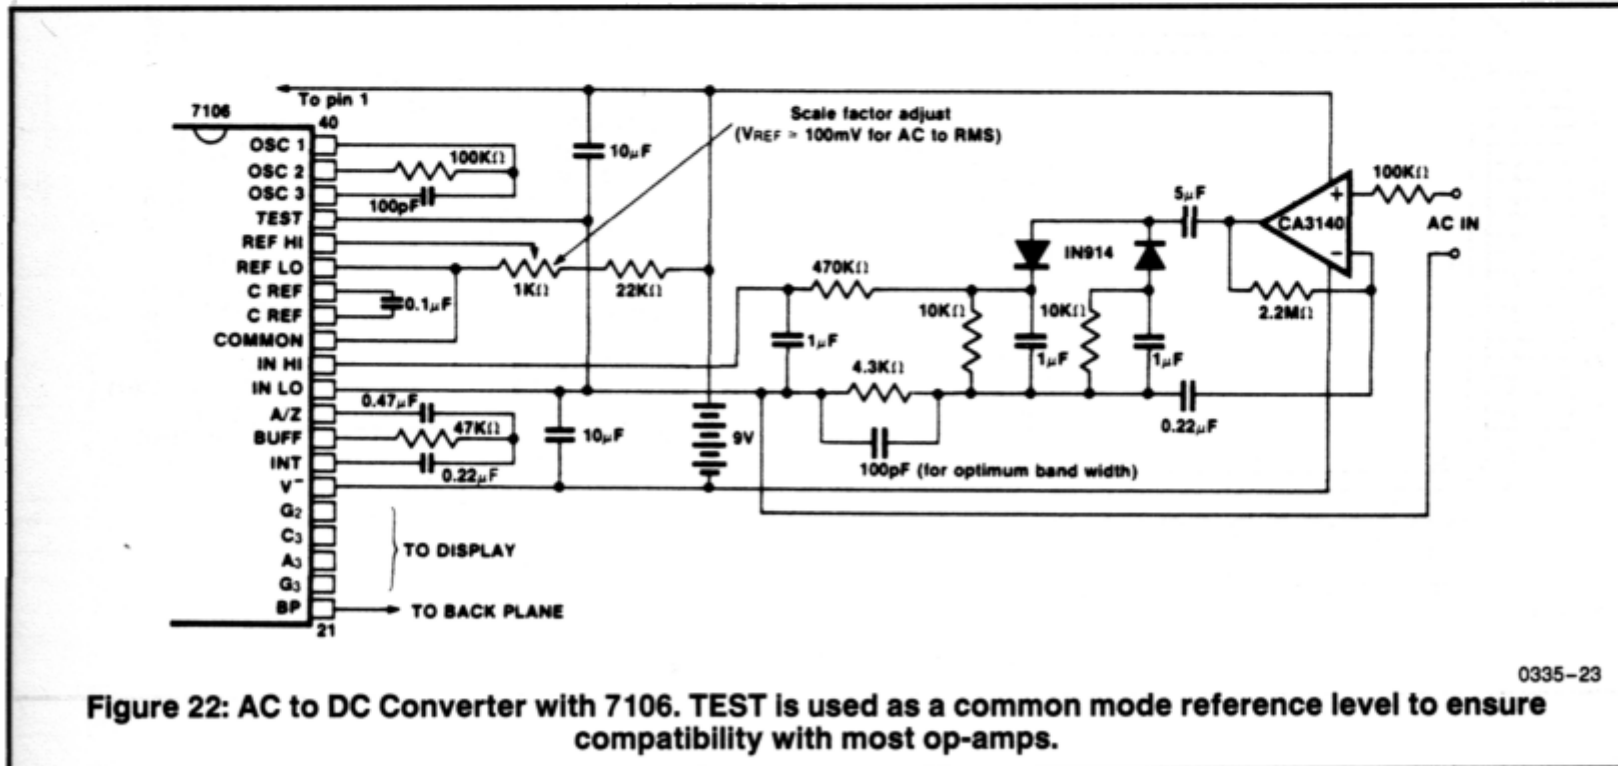 To pin 1
7106
40
Scale factor adjust
(VREF = 100mV for AC to RMS)
OSC 1
OSC 2
100KΩ
OSC 3
100pF
TEST
REF HI
REF LO
1KΩ
22KΩ
C REF
0.1μF
C REF
COMMON
IN HI
IN LO
A/Z
0.47μF
BUFF
47KΩ
INT
0.22μF
V−
G2
C3
A3
G3
TO DISPLAY
BP
TO BACK PLANE
21
10μF
10μF
9V
470KΩ
1μF
4.3KΩ
100pF (for optimum band width)
10KΩ
1μF
10KΩ
1μF
IN914
5μF
0.22μF
2.2MΩ
CA3140
+
−
100KΩ
AC IN
0335–23
Figure 22: AC to DC Converter with 7106. TEST is used as a common mode reference level to ensure
compatibility with most op-amps.